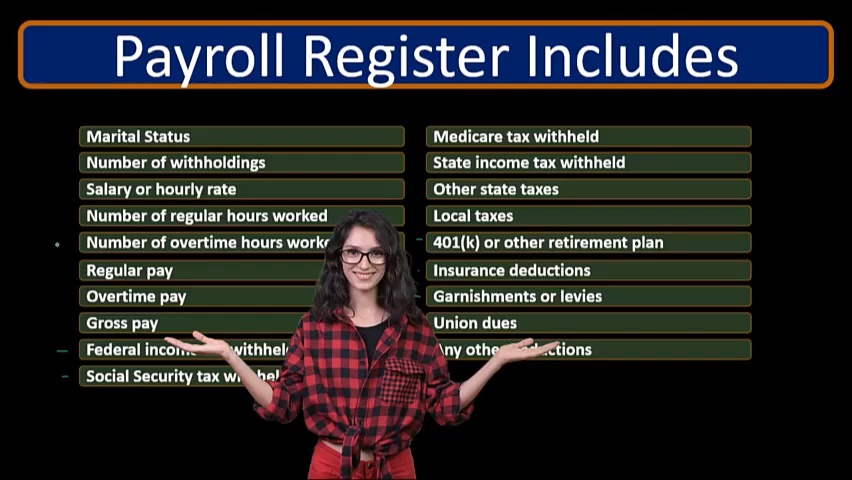 Payroll Register Includes
Marital Status
Number of withholdings
Salary or hourly rate
Number of regular hours worked
Number of overtime hours
Regular pay
Overtime pay
Gross pay
Federal
Social Security tax
Medicare tax withheld
State income tax withheld
Other state taxes
Local taxes
401(k) or other retirement plan
Insurance deductions
Garnishments or levies
Union dues
Any other deductions